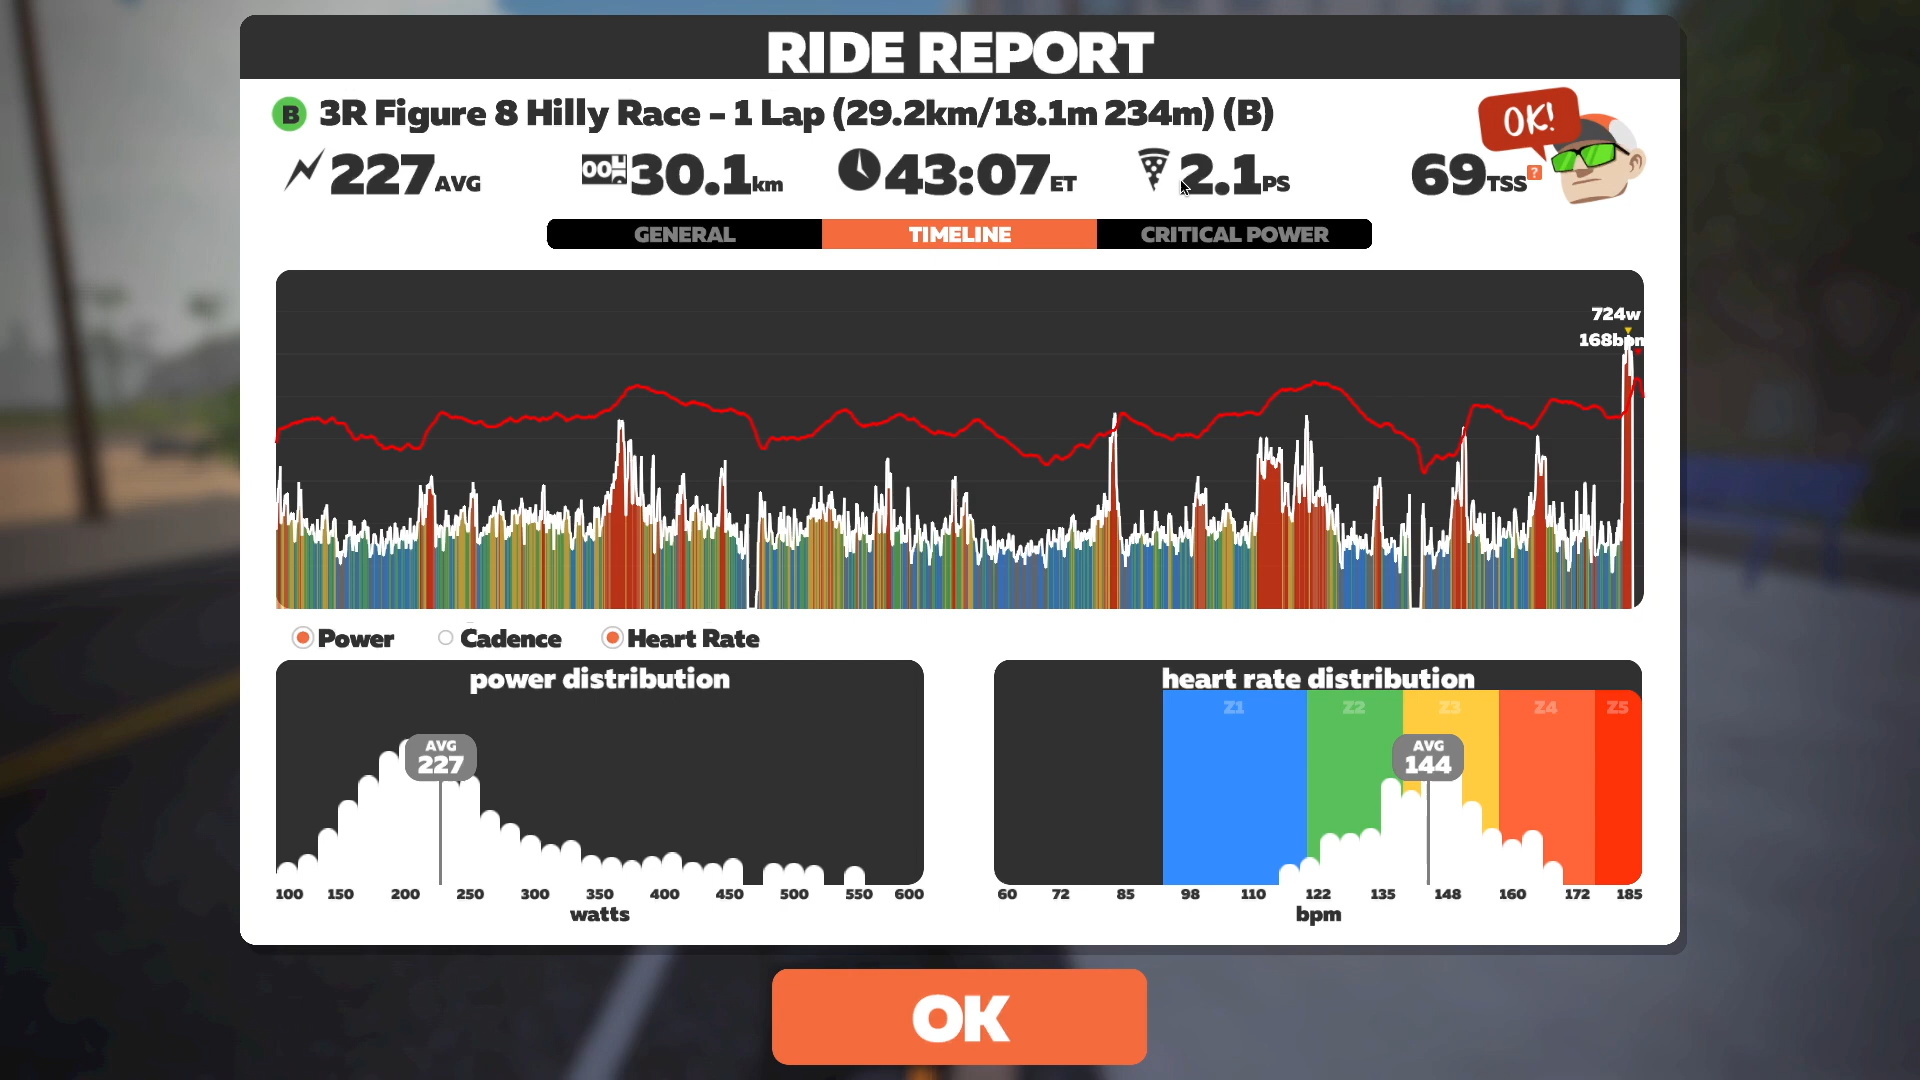 RIDE REPORT
B 3R Figure 8 Hilly Race - 1 Lap (29.2km/18.1m 234m) (B)
OK!
227AVG 30.1km 43:07ET 2.1PS 69TSS ?
GENERAL TIMELINE CRITICAL POWER
724w
168bpm
Power Cadence Heart Rate
power distribution
AVG
227
100 150 200 250 300 350 400 450 500 550 600
watts
heart rate distribution
Z1 Z2 Z3 Z4 Z5
AVG
144
60 72 85 98 110 122 135 148 160 172 185
bpm
OK